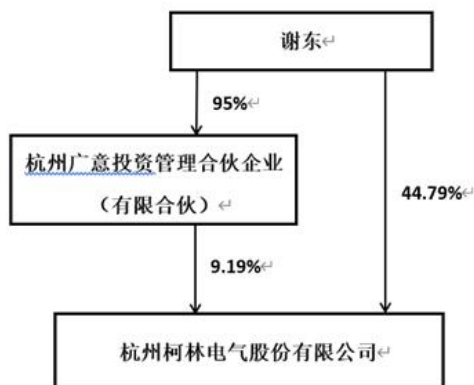 谢东
95%
杭州广意投资管理合伙企业
（有限合伙）
44.79%
9.19%
杭州柯林电气股份有限公司